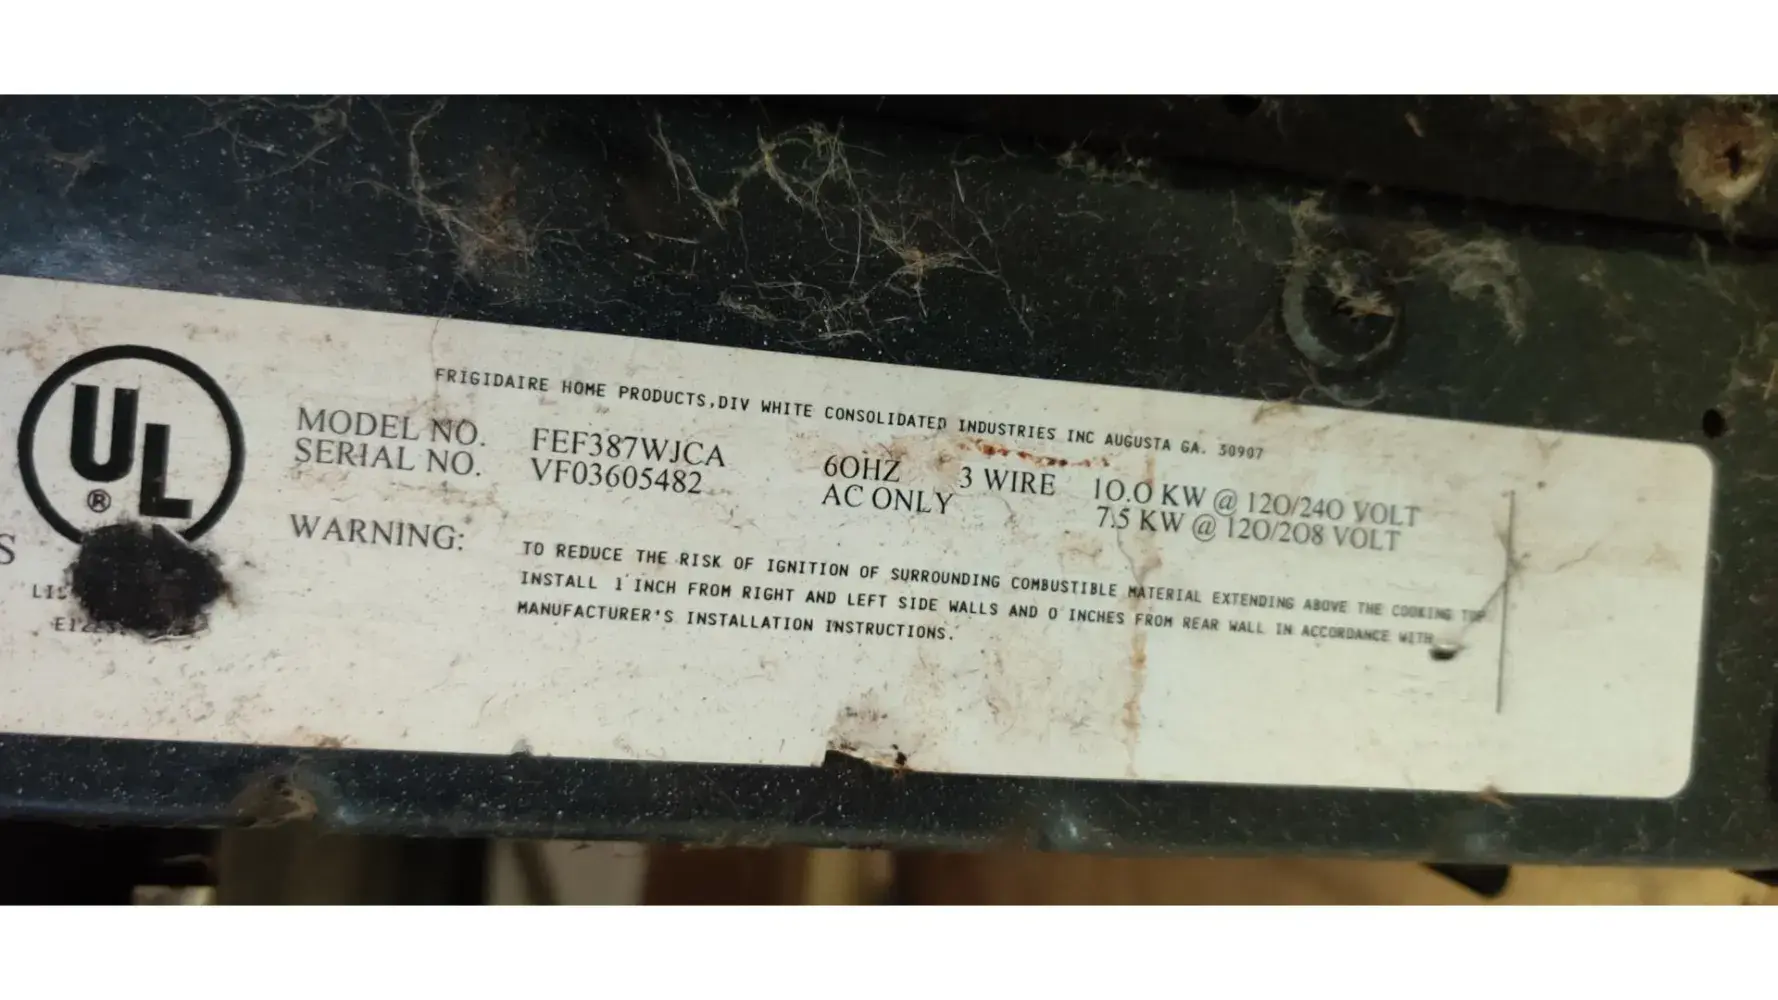 FRIGIDAIRE HOME PRODUCTS,DIV WHITE CONSOLIDATED INDUSTRIES INC AUGUSTA GA. 30907
UL
®
MODEL NO. FEF387WJCA
SERIAL NO. VF03605482
60HZ 3 WIRE 10.0 KW @ 120/240 VOLT
AC ONLY 7.5 KW @ 120/208 VOLT
S
WARNING: TO REDUCE THE RISK OF IGNITION OF SURROUNDING COMBUSTIBLE MATERIAL EXTENDING ABOVE THE COOKING TOP
INSTALL 1 INCH FROM RIGHT AND LEFT SIDE WALLS AND 0 INCHES FROM REAR WALL IN ACCORDANCE WITH
MANUFACTURER'S INSTALLATION INSTRUCTIONS.